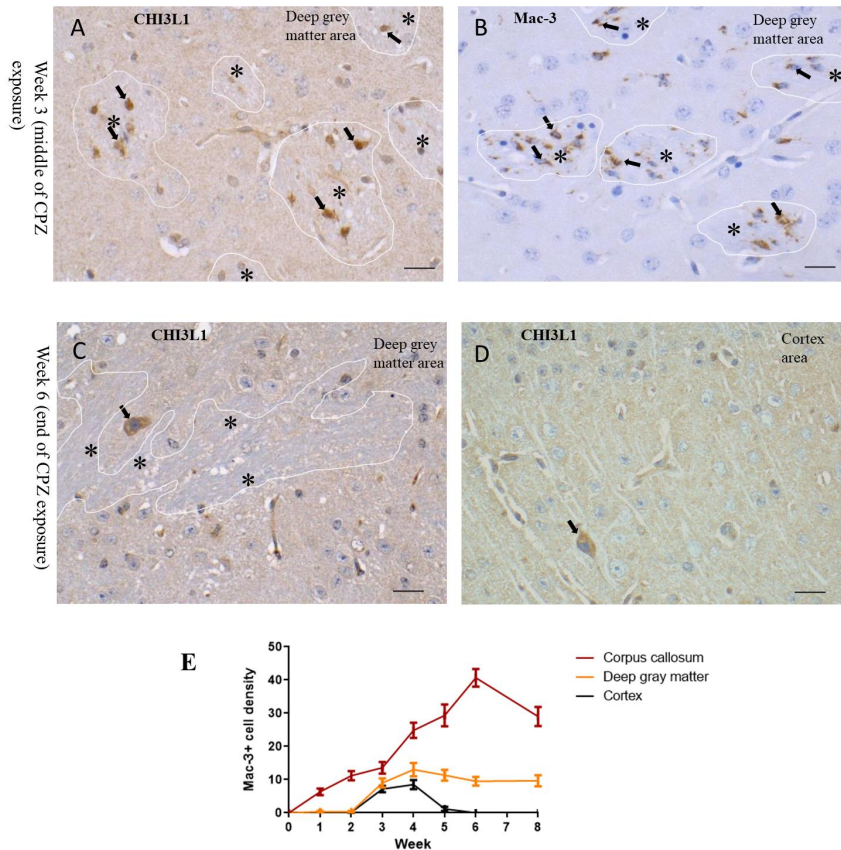 A
CHI3L1
Deep grey
matter area
*
*
*
*
*
*
B
Mac-3
Deep grey
matter area
*
*
*
*
*
Week 3 (middle of CPZ
exposure)
C
CHI3L1
Deep grey
matter area
*
*
*
*
D
CHI3L1
Cortex
area
Week 6 (end of CPZ exposure)
E
Mac-3+ cell density
50
40
30
20
10
0
0 1 2 3 4 5 6 7 8
Week
Corpus callosum
Deep gray matter
Cortex